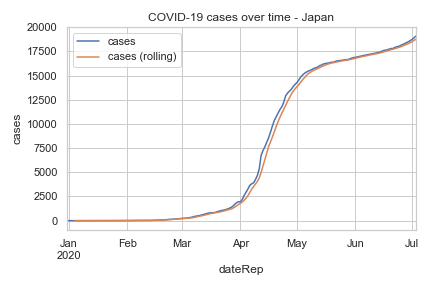 COVID-19 cases over time - Japan
20000
17500
15000
12500
10000
7500
5000
2500
0
cases
cases (rolling)
cases
Jan
2020
Feb
Mar
Apr
May
Jun
Jul
dateRep